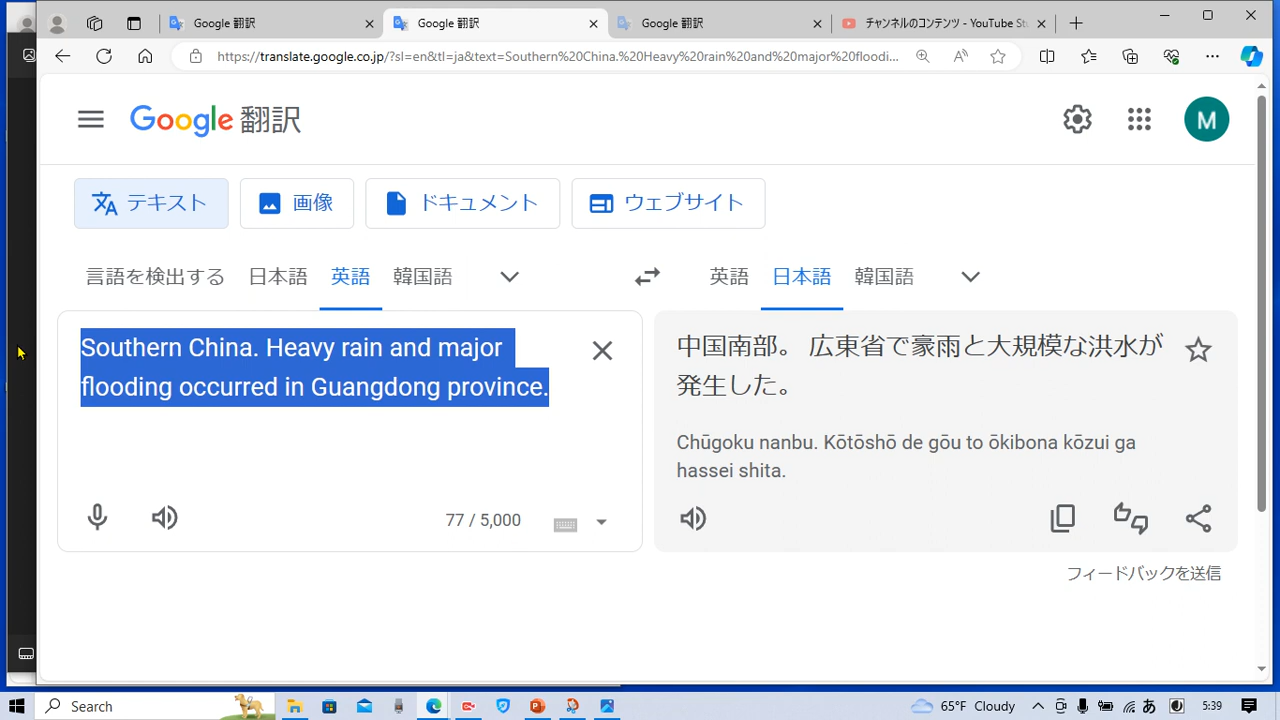 Google 翻訳
Google 翻訳
Google 翻訳
チャンネルのコンテンツ - YouTube Stu
https://translate.google.co.jp/?sl=en&tl=ja&text=Southern%20China.%20Heavy%20rain%20and%20major%20floodi...
Google 翻訳
M
テキスト
画像
ドキュメント
ウェブサイト
言語を検出する 日本語 英語 韓国語
英語 日本語 韓国語
Southern China. Heavy rain and major
flooding occurred in Guangdong province.
77 / 5,000
中国南部。 広東省で豪雨と大規模な洪水が
発生した。
Chūgoku nanbu. Kōtōshō de gōu to ōkibona kōzui ga
hassei shita.
フィードバックを送信
Search
65°F Cloudy
あ
5:39